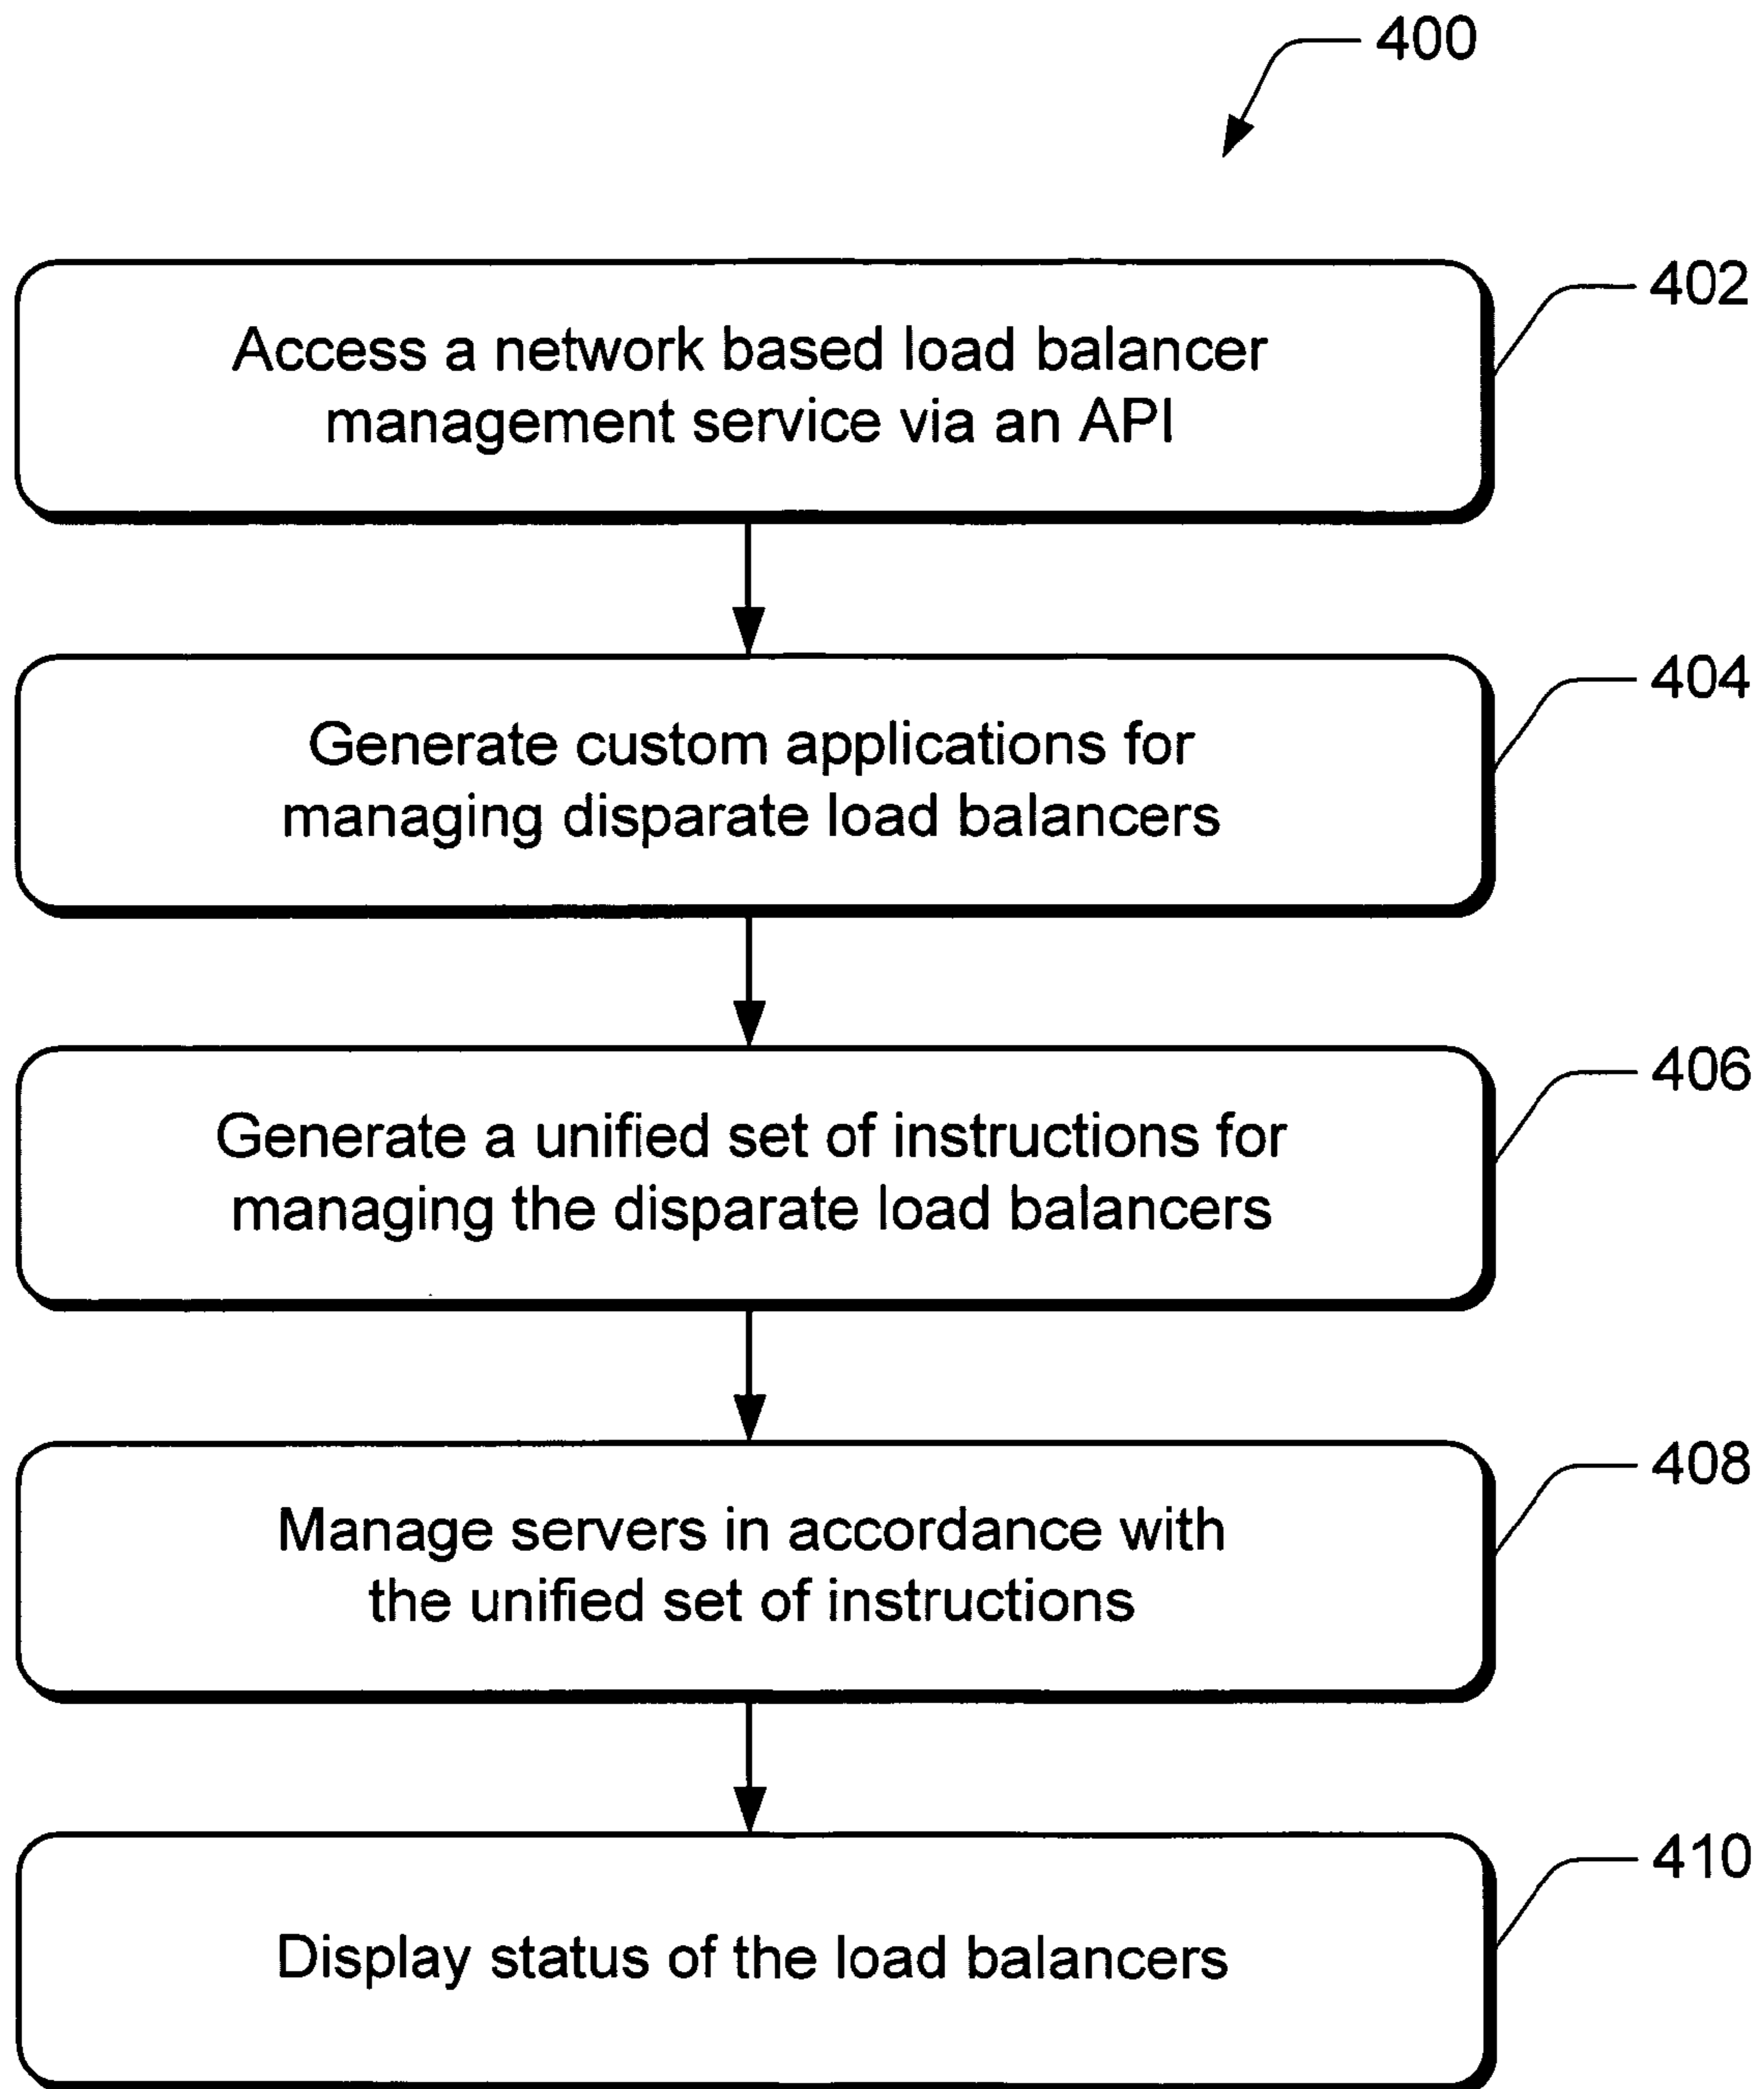 400
402
Access a network based load balancer
management service via an API
404
Generate custom applications for
managing disparate load balancers
406
Generate a unified set of instructions for
managing the disparate load balancers
408
Manage servers in accordance with
the unified set of instructions
410
Display status of the load balancers